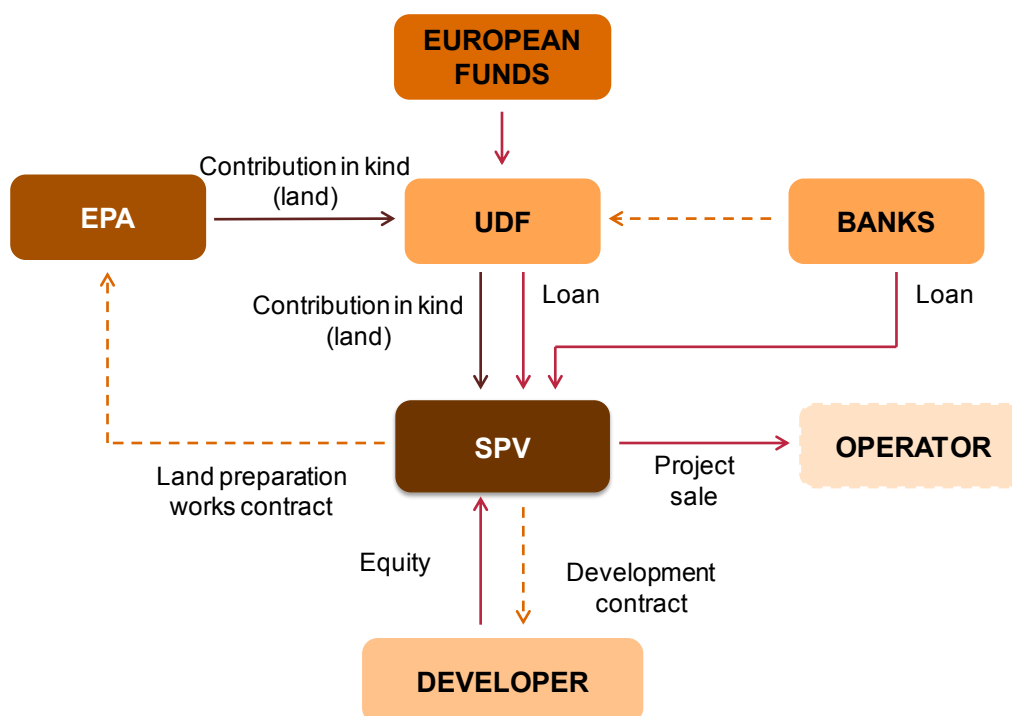 EUROPEAN
FUNDS
Contribution in kind
(land)
EPA
UDF
BANKS
Contribution in kind
(land)
Loan
Loan
SPV
OPERATOR
Land preparation
works contract
Project
sale
Equity
Development
contract
DEVELOPER